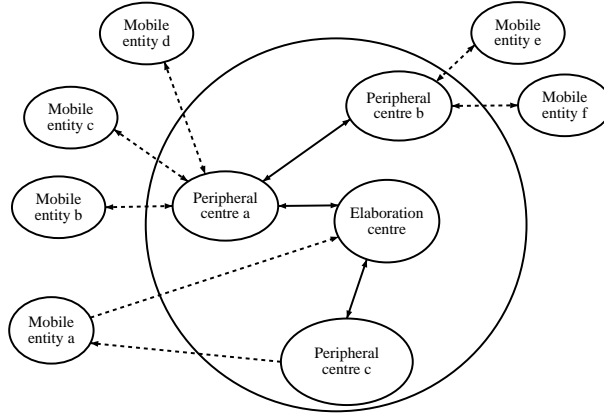 Mobile
entity d
Mobile
entity e
Mobile
entity c
Peripheral
centre b
Mobile
entity f
Mobile
entity b
Peripheral
centre a
Elaboration
centre
Mobile
entity a
Peripheral
centre c